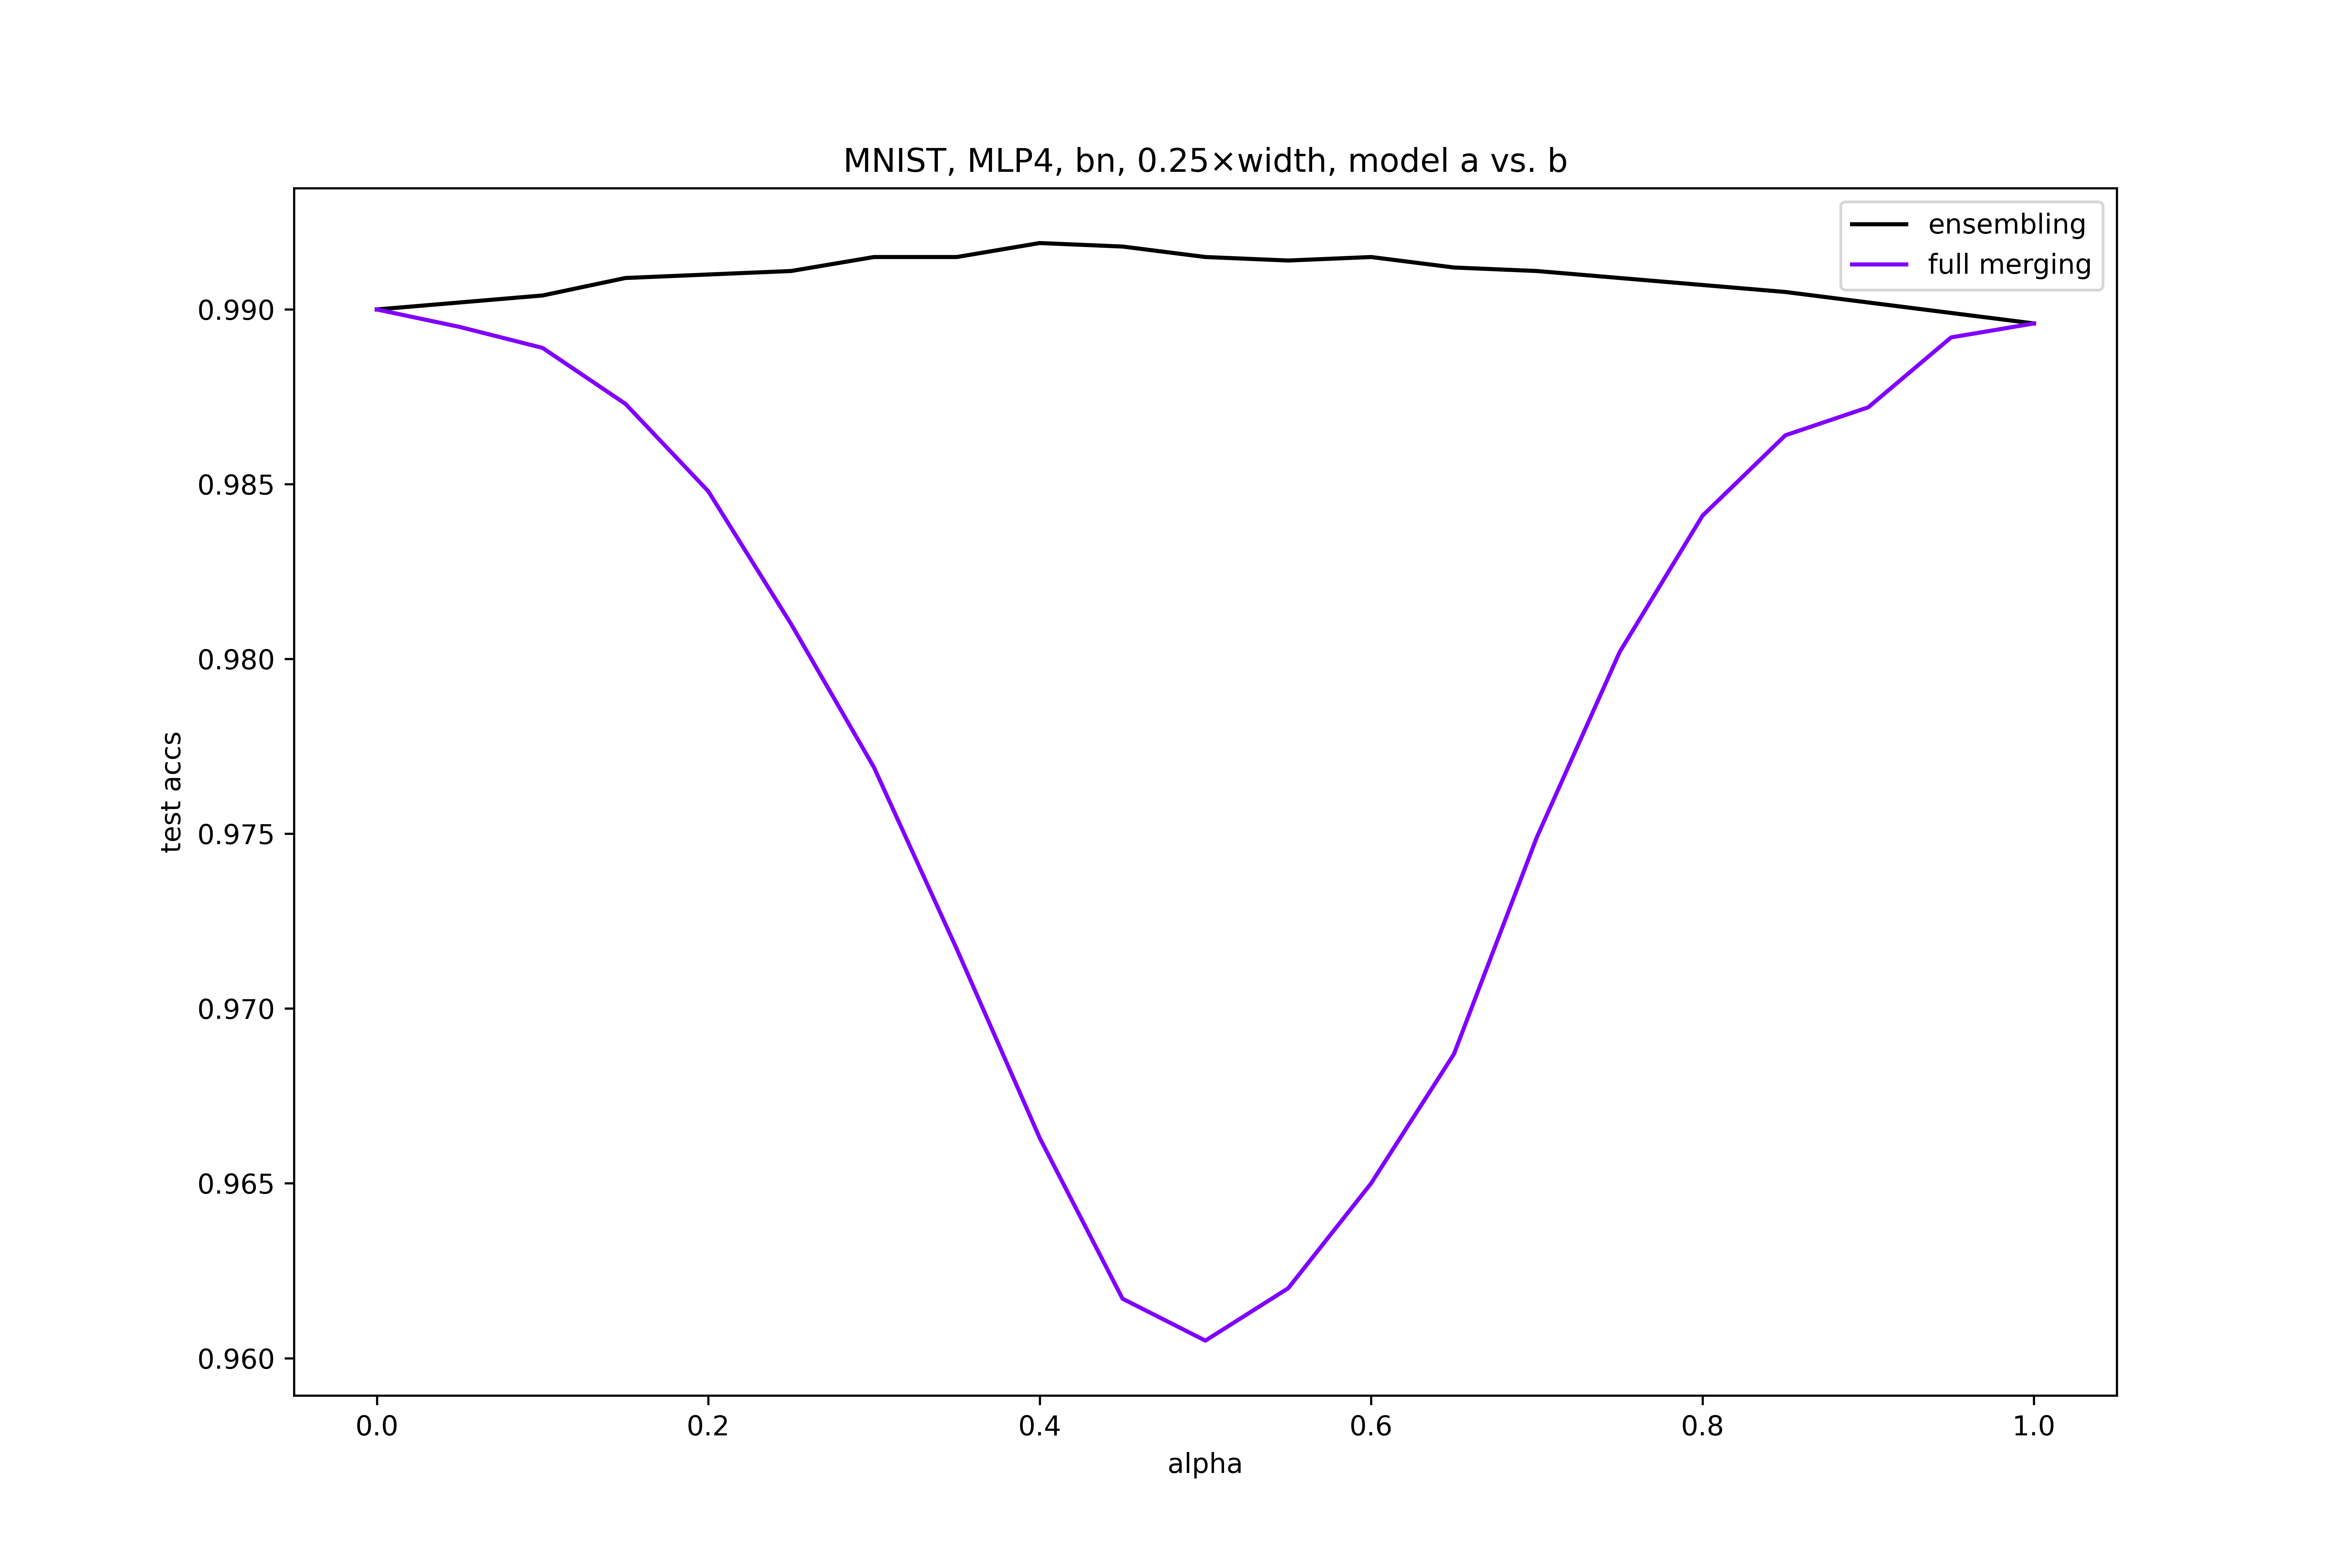 MNIST, MLP4, bn, 0.25×width, model a vs. b
ensembling
full merging
0.990
0.985
0.980
0.975
0.970
0.965
0.960
test accs
0.0 0.2 0.4 0.6 0.8 1.0
alpha